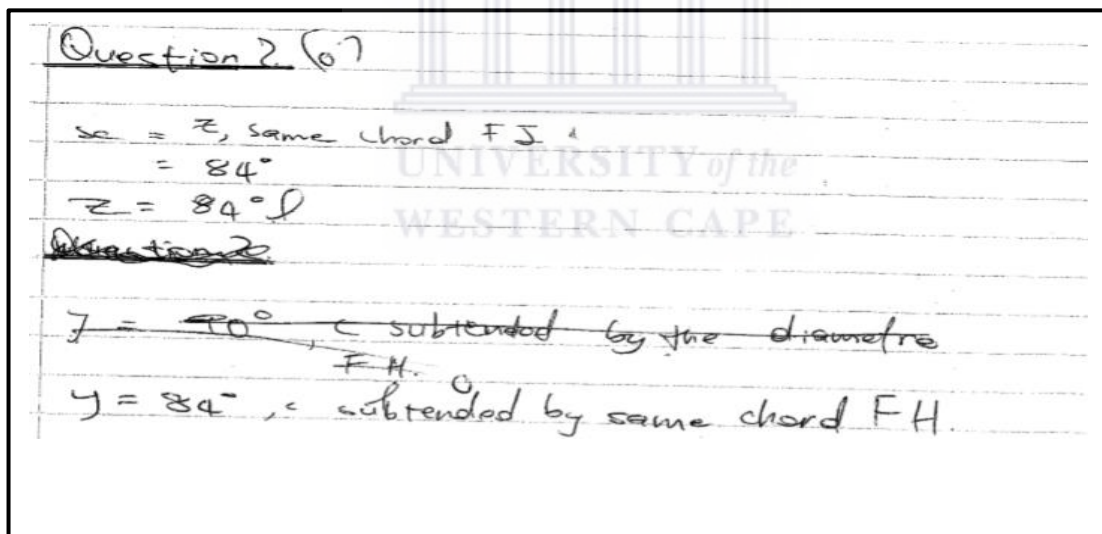 Question 2 (0)
x = z, same chord FJ
= 84°
UNIVERSITY of the
z = 84°
WESTERN CAPE
Question 2
y = 90°, < subtended by the diametre
FH.
y = 84°, < subtended by same chord FH.